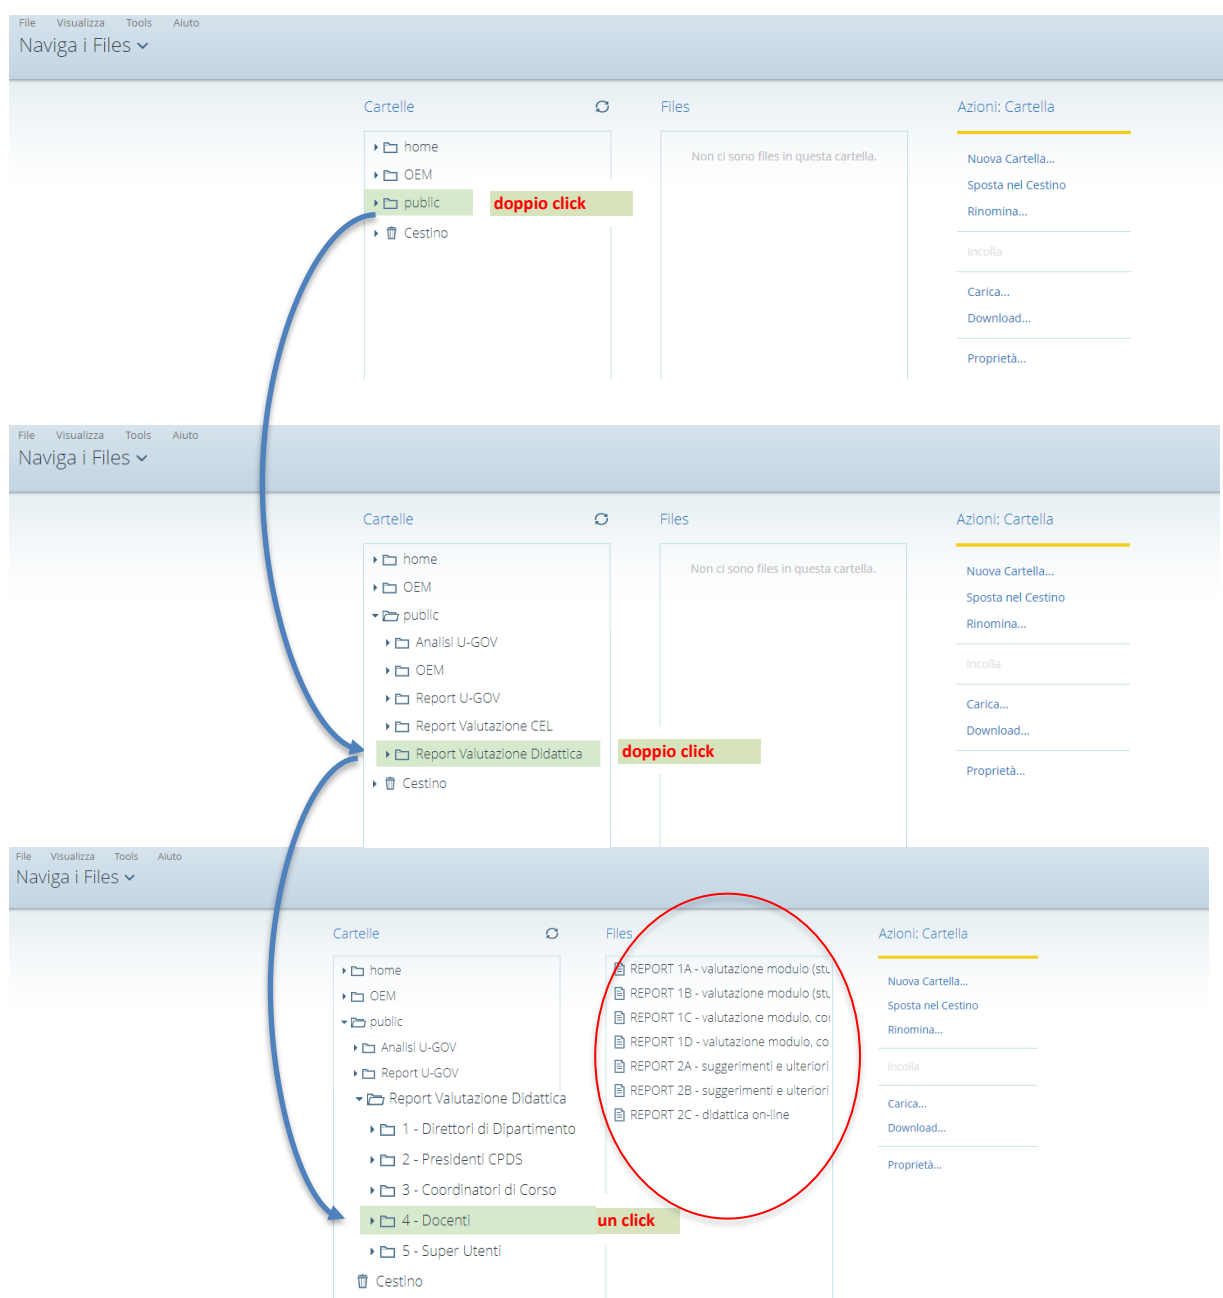 File Visualizza Tools Aiuto
Naviga i Files
Cartelle
Files
Azioni: Cartella
home
OEM
public
doppio click
Cestino
Non ci sono files in questa cartella.
Nuova Cartella...
Sposta nel Cestino
Rinomina...
Incolla
Carica...
Download...
Proprietà...
File Visualizza Tools Aiuto
Naviga i Files
Cartelle
Files
Azioni: Cartella
home
OEM
public
Analisi U-GOV
OEM
Report U-GOV
Report Valutazione CEL
Report Valutazione Didattica
doppio click
Cestino
Non ci sono files in questa cartella.
Nuova Cartella...
Sposta nel Cestino
Rinomina...
Incolla
Carica...
Download...
Proprietà...
File Visualizza Tools Aiuto
Naviga i Files
Cartelle
Files
Azioni: Cartella
home
OEM
public
Analisi U-GOV
Report U-GOV
Report Valutazione Didattica
1 - Direttori di Dipartimento
2 - Presidenti CPDS
3 - Coordinatori di Corso
4 - Docenti
un click
5 - Super Utenti
Cestino
REPORT 1A - valutazione modulo (stu
REPORT 1B - valutazione modulo (stu
REPORT 1C - valutazione modulo, cor
REPORT 1D - valutazione modulo, co
REPORT 2A - suggerimenti e ulteriori
REPORT 2B - suggerimenti e ulteriori
REPORT 2C - didattica on-line
Nuova Cartella...
Sposta nel Cestino
Rinomina...
Incolla
Carica...
Download...
Proprietà...